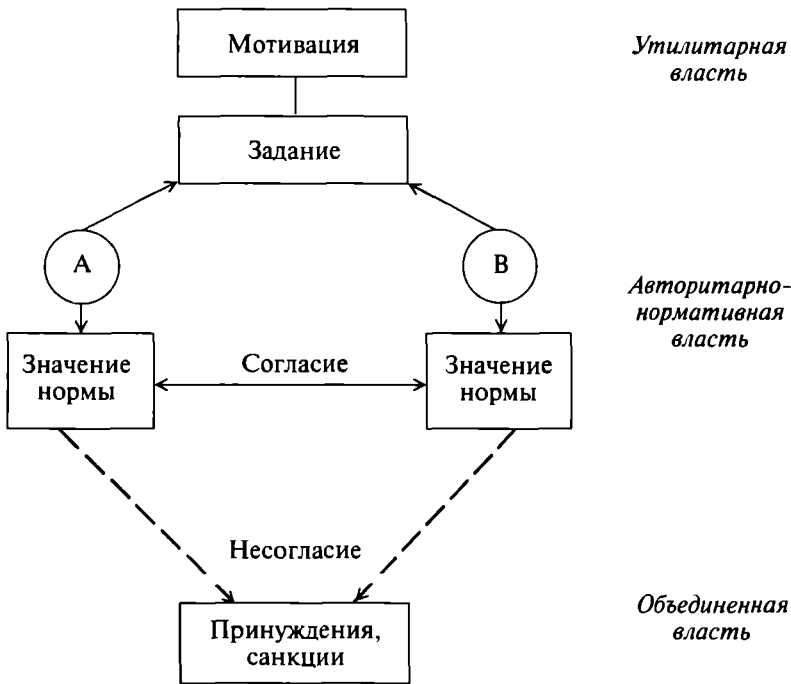 Мотивация
Утилитарная
власть
Задание
А
В
Авторитарно-
нормативная
власть
Значение
нормы
Согласие
Значение
нормы
Несогласие
Принуждения,
санкции
Объединенная
власть